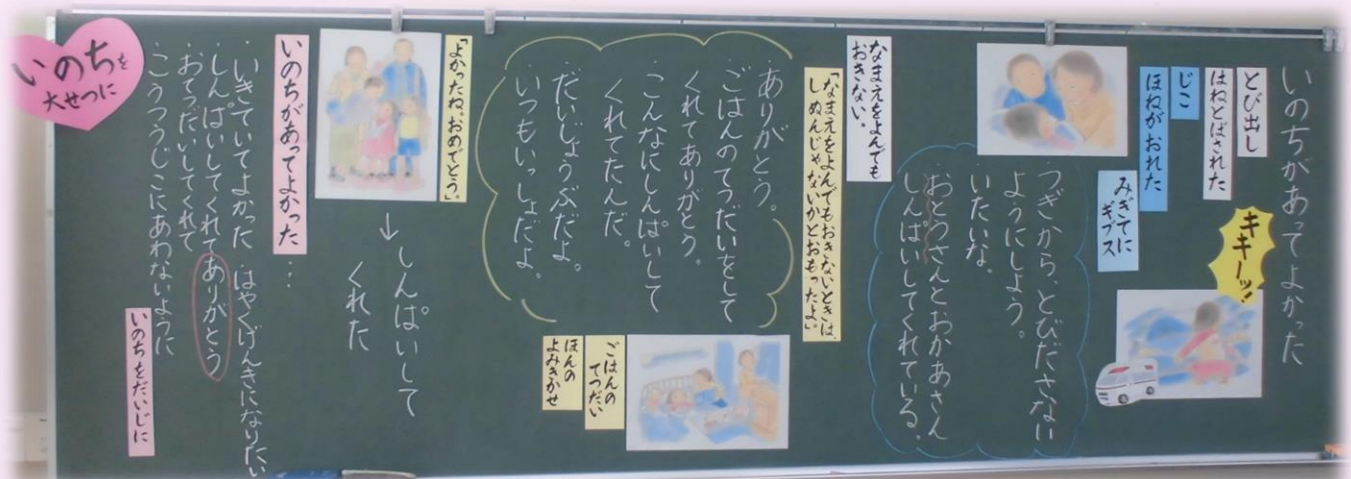 いのちがあってよかった
とび出し
はねとばされた
じこ
ほねがおれた
キキーッ!
みぎてに
ギプス
・つぎから、とびださない
ようにしよう。
・いたいな。
・おとうさんとおかあさん
しんぱいしてくれている。
なまえをよんでも
おきない。
「なまえをよんでもおきないときは、
しぬんじゃないかとおもったよ。」
・ありがとう。
・ごはんのてつだいをして
くれてありがとう。
・こんなにしんぱいして
くれてたんだ。
・だいじょうぶだよ。
・いつもいっしょだよ。
ごはんの
てつだい
ほんの
よみきかせ
「よかったね。おめでとう」。
↓
しんぱいして
くれた
いのちがあってよかった…
・いきていてよかった ・はやくげんきになりたい
・しんぱいしてくれてありがとう
・おてつだいしてくれて
・こうつうじこにあわないように
いのちをだいじに
いのちを
大せつに